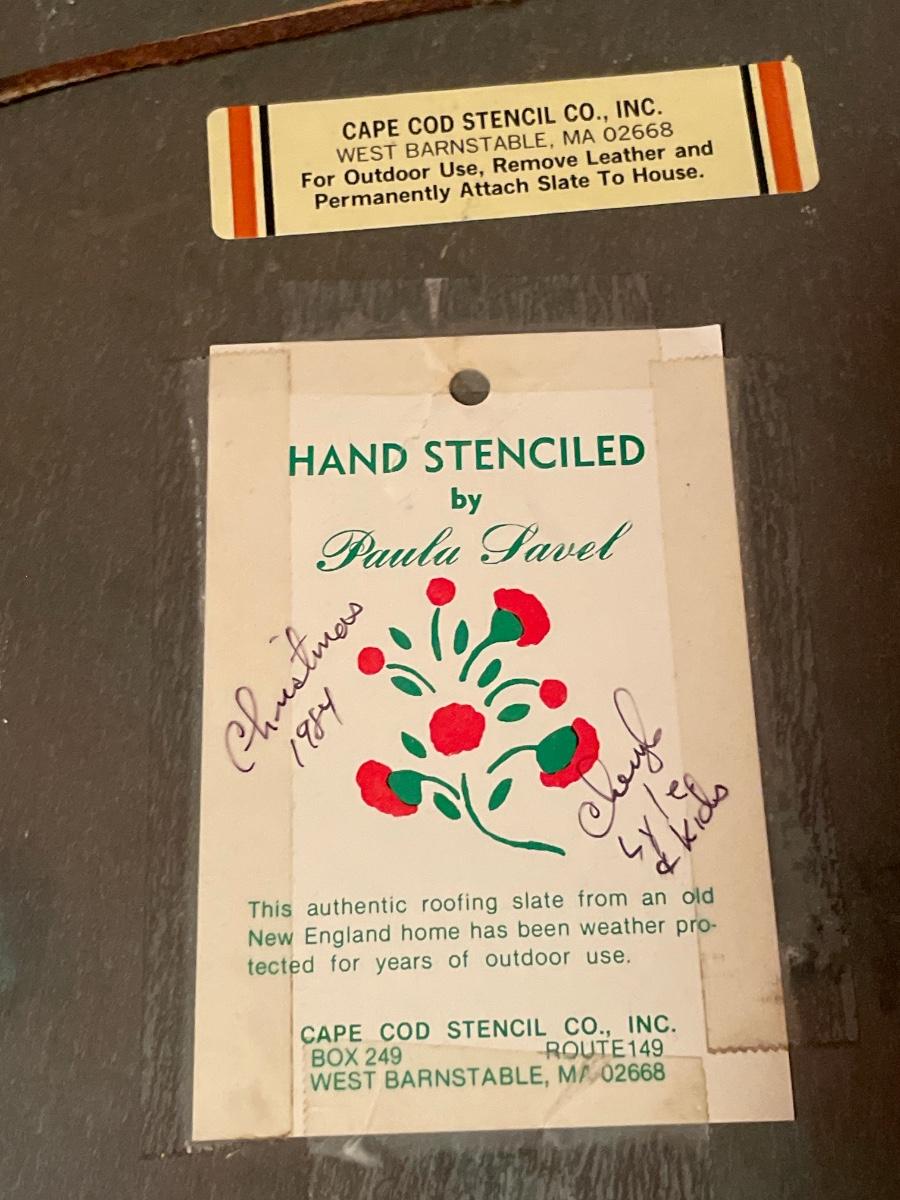 CAPE COD STENCIL CO., INC.
WEST BARNSTABLE, MA 02668
For Outdoor Use, Remove Leather and
Permanently Attach Slate To House.
HAND STENCILED
by
Paula Savel
Christmas
1984
Cheryl
& Kids
This authentic roofing slate from an old
New England home has been weather pro-
tected for years of outdoor use.
CAPE COD STENCIL CO., INC.
BOX 249 ROUTE 149
WEST BARNSTABLE, MA 02668